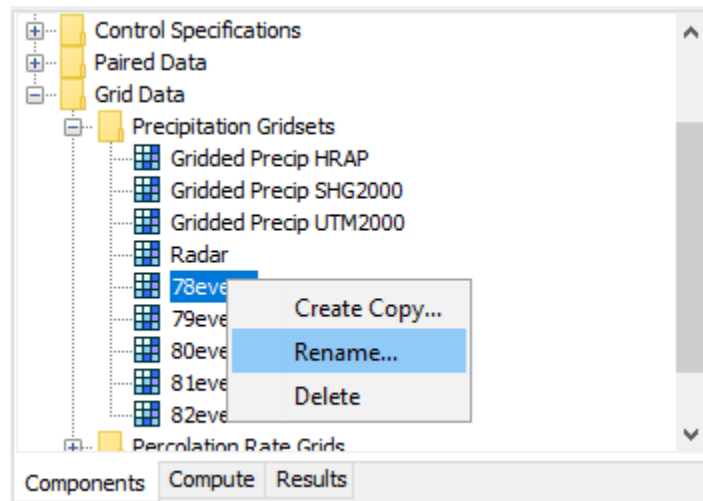 Control Specifications
Paired Data
Grid Data
Precipitation Gridsets
Gridded Precip HRAP
Gridded Precip SHG2000
Gridded Precip UTM2000
Radar
78eve
Create Copy...
79eve
Rename...
80eve
81eve
Delete
82eve
Percolation Rate Grids
Components Compute Results